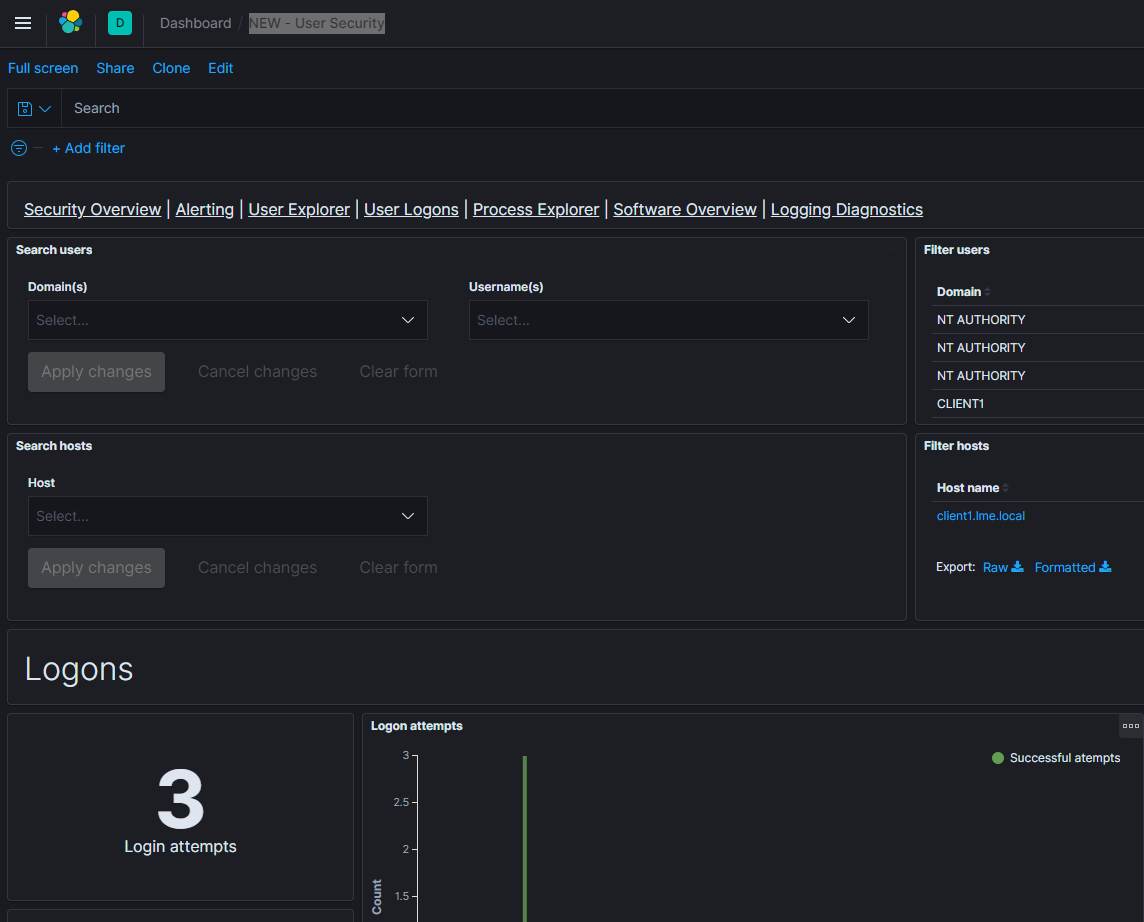 D Dashboard / NEW - User Security
Full screen Share Clone Edit
Search
+ Add filter
Security Overview | Alerting | User Explorer | User Logons | Process Explorer | Software Overview | Logging Diagnostics
Search users
Domain(s) Username(s)
Select... Select...
Apply changes Cancel changes Clear form
Filter users
Domain
NT AUTHORITY
NT AUTHORITY
NT AUTHORITY
CLIENT1
Search hosts
Host
Select...
Apply changes Cancel changes Clear form
Filter hosts
Host name
client1.lme.local
Export: Raw Formatted
Logons
3
Login attempts
Logon attempts
3
2.5
2
1.5
Count
Successful atempts